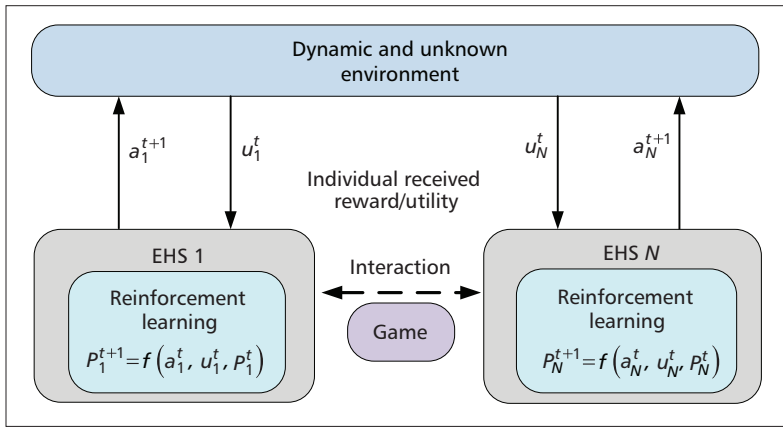 Dynamic and unknown
environment
a_1^{t+1}
u_1^t
u_N^t
a_N^{t+1}
Individual received
reward/utility
EHS 1
Interaction
EHS N
Reinforcement
learning
P_1^{t+1}=f(a_1^t, u_1^t, P_1^t)
Game
Reinforcement
learning
P_N^{t+1}=f(a_N^t, u_N^t, P_N^t)